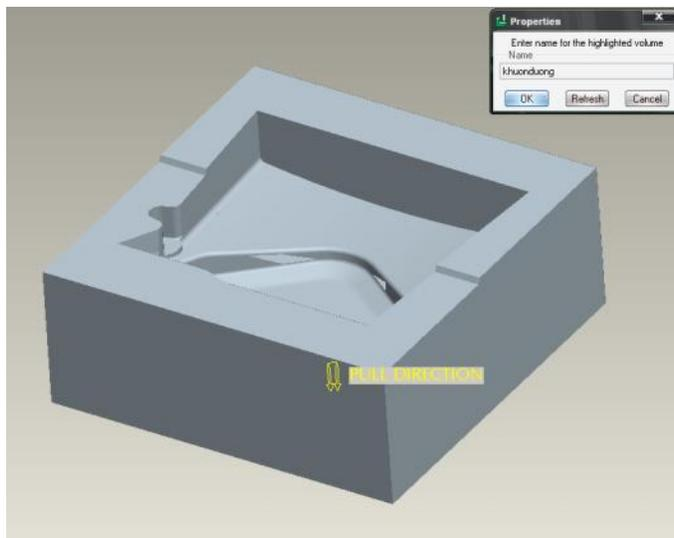 Properties
Enter name for the highlighted volume
Name
khuonduong
OK Refresh Cancel
PULL DIRECTION